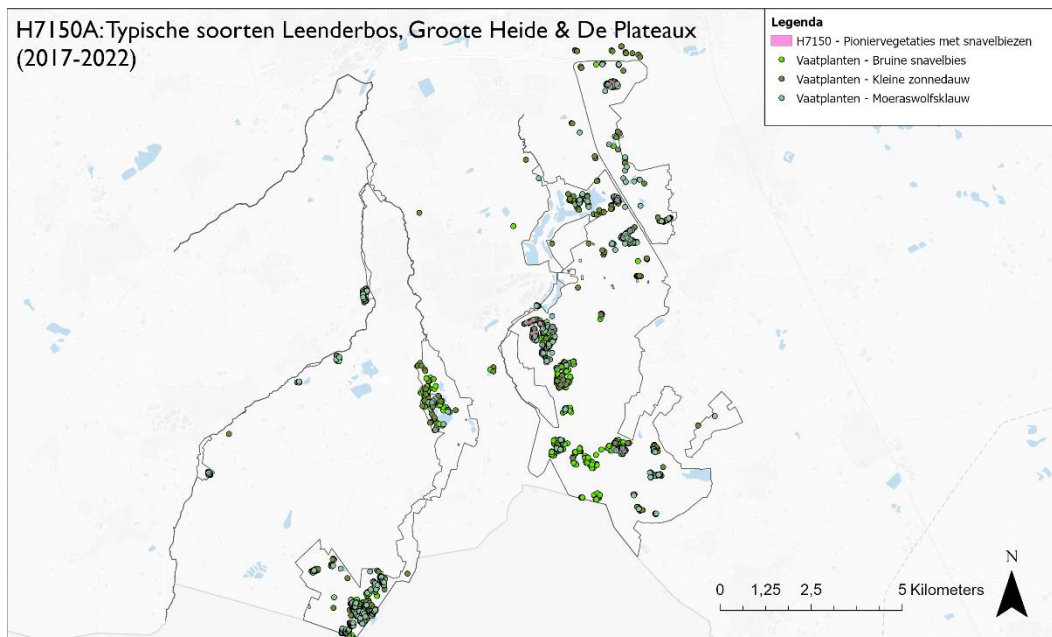 H7150A: Typische soorten Leenderbos, Groote Heide & De Plateaux
(2017-2022)
Legenda
H7150 - Pioniervegetaties met snavelbiezen
Vaatplanten - Bruine snavelbies
Vaatplanten - Kleine zonnedauw
Vaatplanten - Moeraswolfsklauw
N
0 1,25 2,5 5 Kilometers